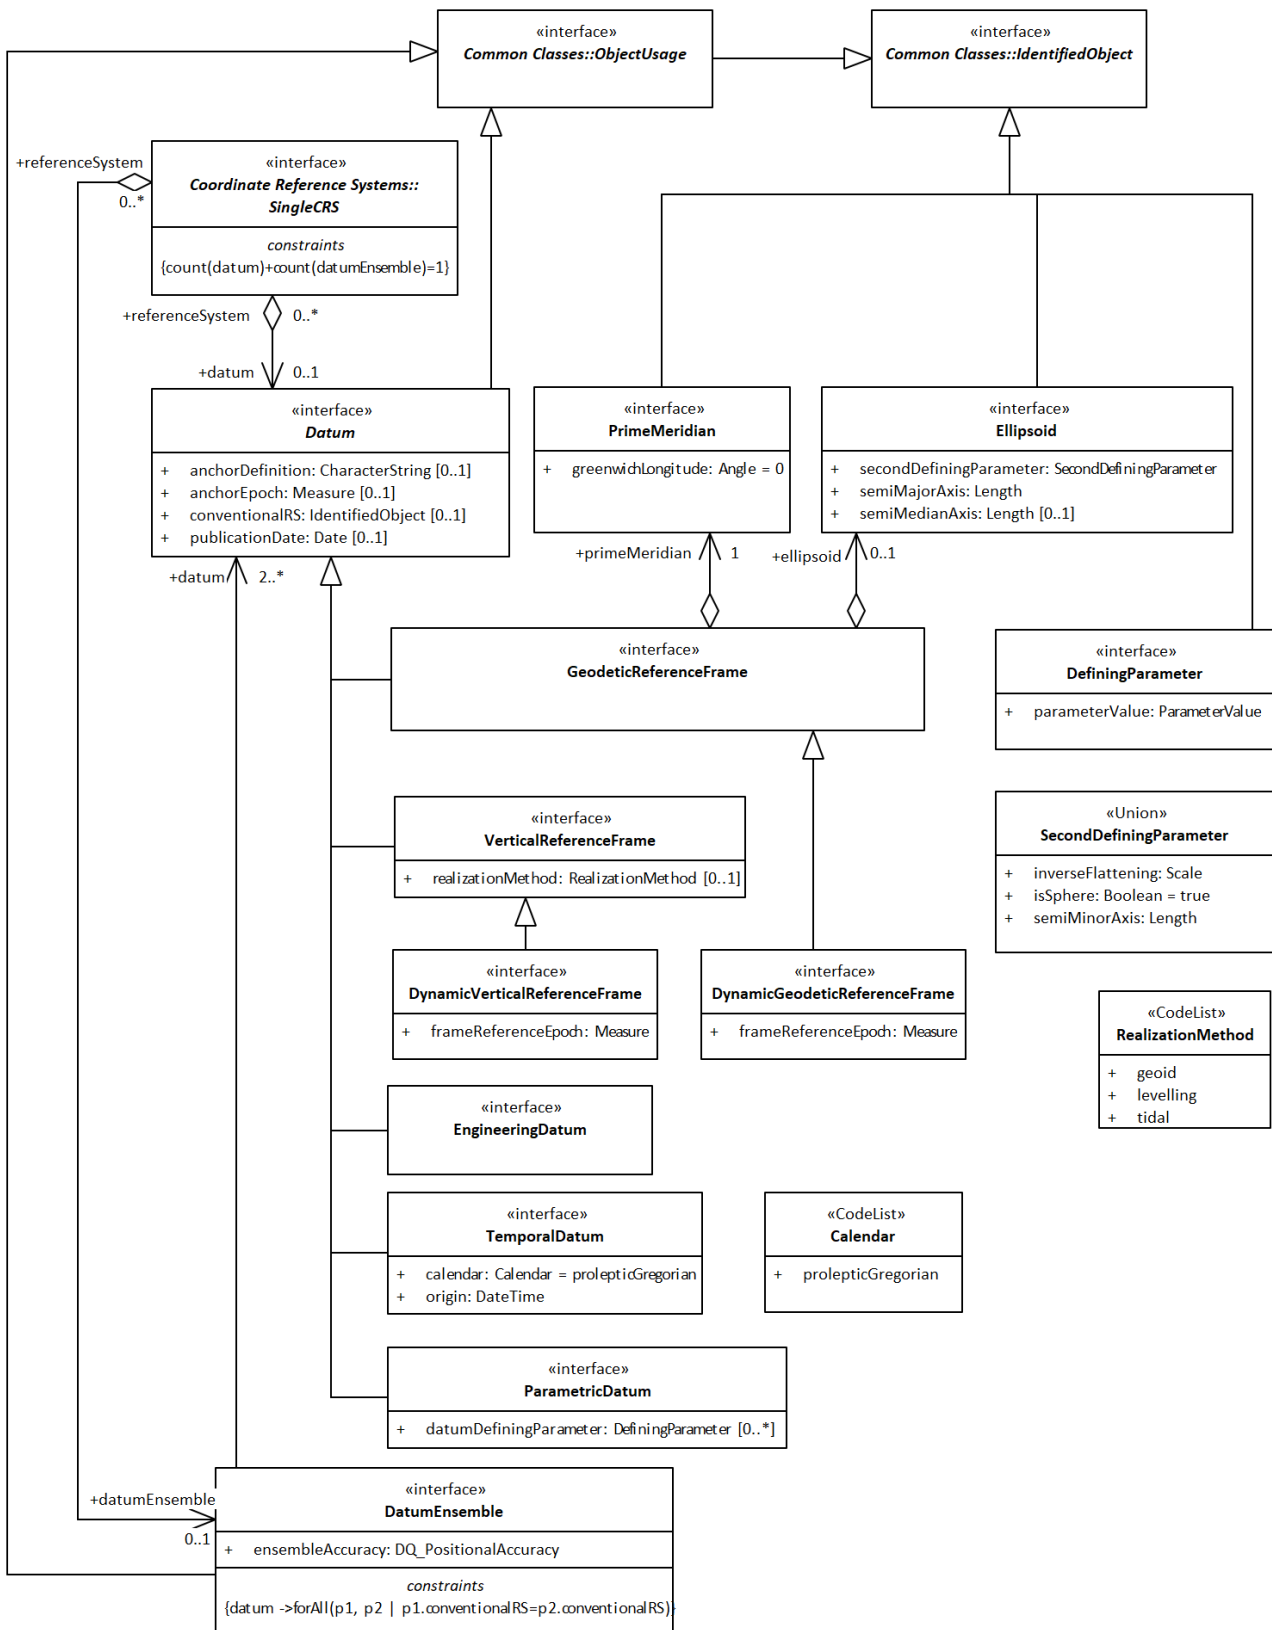 «interface»
Common Classes::ObjectUsage
«interface»
Common Classes::IdentifiedObject
+referenceSystem
0..*
«interface»
Coordinate Reference Systems::
SingleCRS
constraints
{count(datum)+count(datumEnsemble)=1}
+referenceSystem 0..*
+datum 0..1
«interface»
Datum
+ anchorDefinition: CharacterString [0..1]
+ anchorEpoch: Measure [0..1]
+ conventionalRS: IdentifiedObject [0..1]
+ publicationDate: Date [0..1]
«interface»
PrimeMeridian
+ greenwichLongitude: Angle = 0
«interface»
Ellipsoid
+ secondDefiningParameter: SecondDefiningParameter
+ semiMajorAxis: Length
+ semiMedianAxis: Length [0..1]
+datum 2..*
+primeMeridian 1
+ellipsoid 0..1
«interface»
GeodeticReferenceFrame
«interface»
DefiningParameter
+ parameterValue: ParameterValue
«interface»
VerticalReferenceFrame
+ realizationMethod: RealizationMethod [0..1]
«Union»
SecondDefiningParameter
+ inverseFlattening: Scale
+ isSphere: Boolean = true
+ semiMinorAxis: Length
«interface»
DynamicVerticalReferenceFrame
+ frameReferenceEpoch: Measure
«interface»
DynamicGeodeticReferenceFrame
+ frameReferenceEpoch: Measure
«CodeList»
RealizationMethod
+ geoid
+ levelling
+ tidal
«interface»
EngineeringDatum
«interface»
TemporalDatum
+ calendar: Calendar = prolepticGregorian
+ origin: DateTime
«CodeList»
Calendar
+ prolepticGregorian
«interface»
ParametricDatum
+ datumDefiningParameter: DefiningParameter [0..*]
+datumEnsemble
0..1
«interface»
DatumEnsemble
+ ensembleAccuracy: DQ_PositionalAccuracy
constraints
{datum ->forAll(p1, p2 | p1.conventionalRS=p2.conventionalRS)}